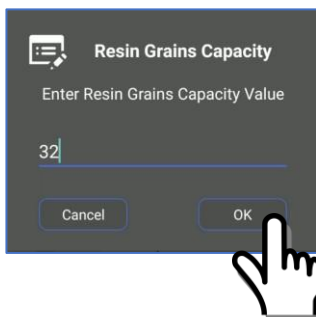 Resin Grains Capacity
Enter Resin Grains Capacity Value
32
Cancel OK